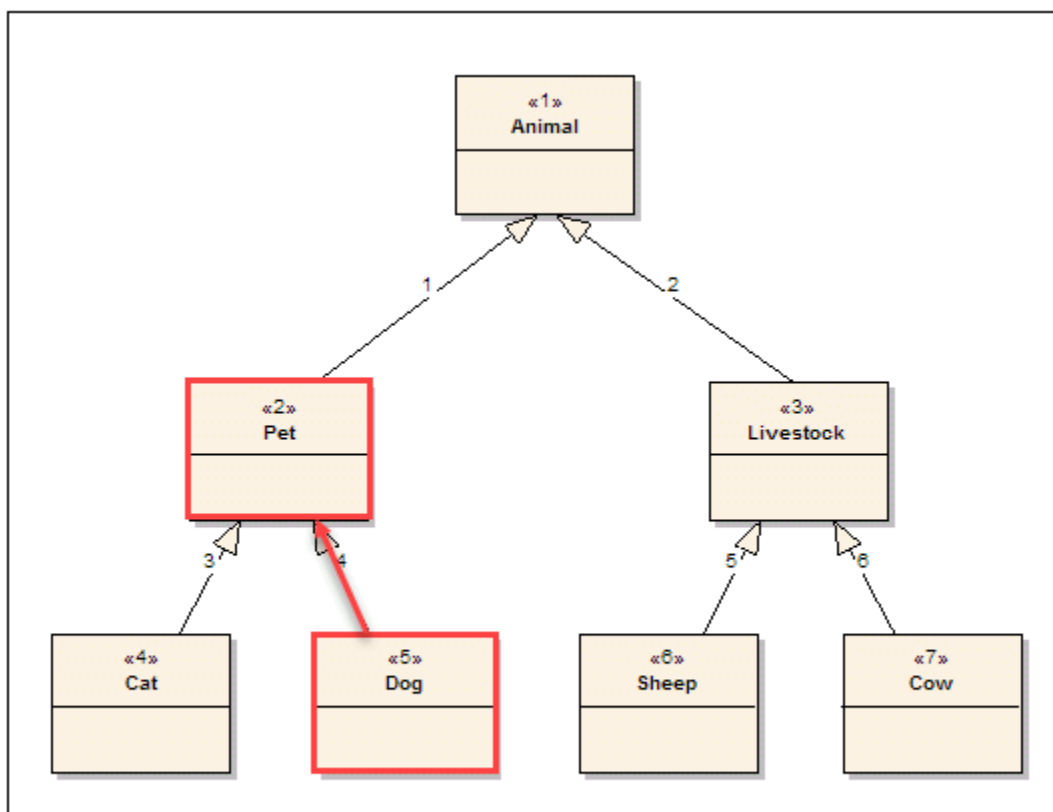 «1»
Animal
1
2
«2»
Pet
«3»
Livestock
3
4
5
6
«4»
Cat
«5»
Dog
«6»
Sheep
«7»
Cow